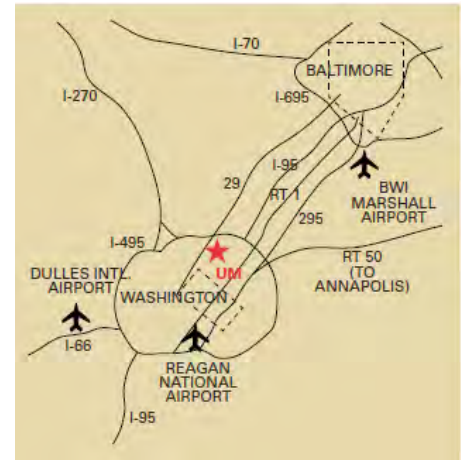 I-70
BALTIMORE
I-270
I-695
I-95
29
RT 1
BWI
MARSHALL
AIRPORT
295
I-495
UM
RT 50
(TO
ANNAPOLIS)
DULLES INTL.
AIRPORT
WASHINGTON
I-66
REAGAN
NATIONAL
AIRPORT
I-95